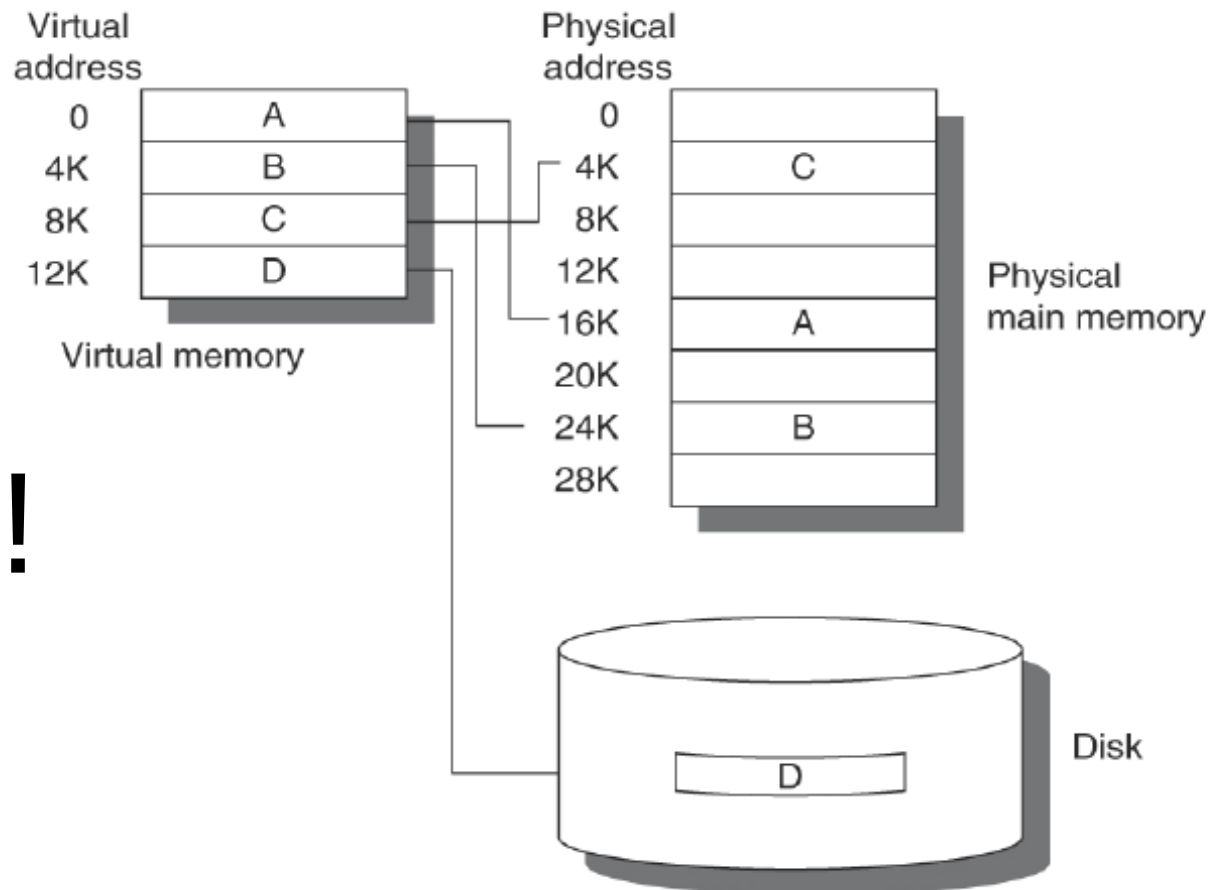 Virtual
address
0
A
4K
B
8K
C
12K
D
Virtual memory
Physical
address
0
4K
C
8K
12K
16K
A
20K
24K
B
28K
Physical
main memory
!
D
Disk